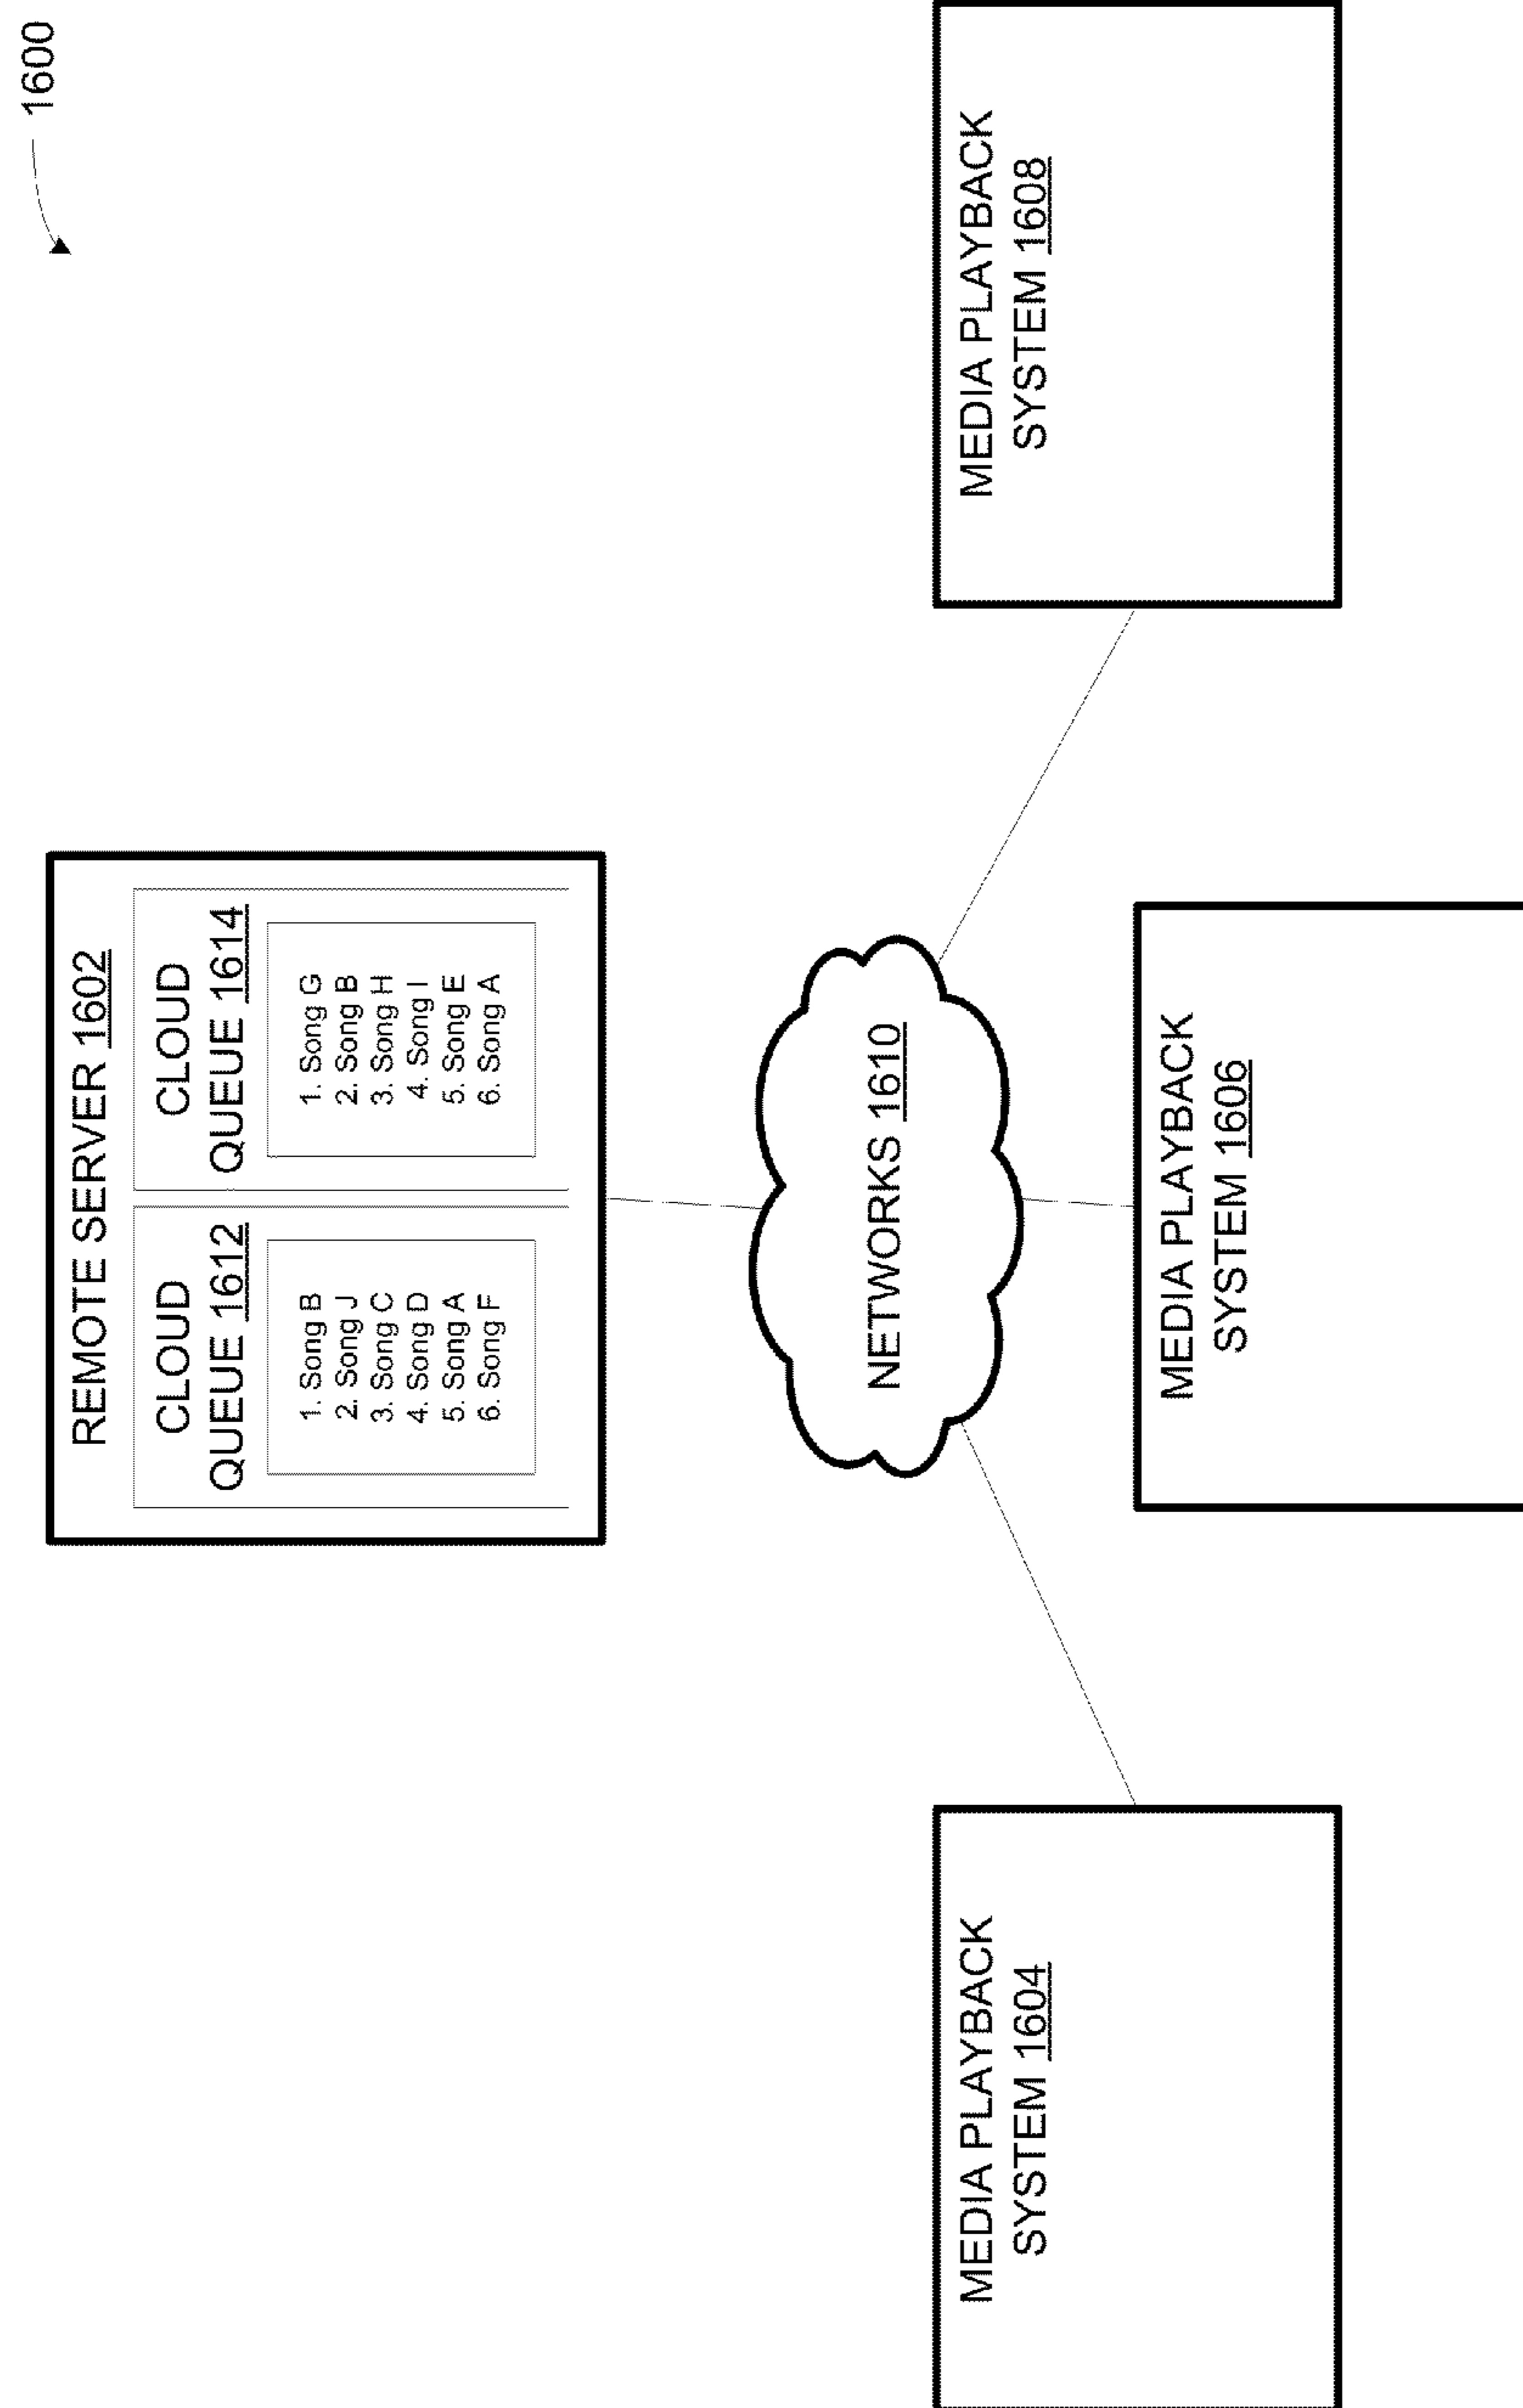 1600
REMOTE SERVER 1602
CLOUD
QUEUE 1612
1. Song B
2. Song J
3. Song C
4. Song D
5. Song A
6. Song F
CLOUD
QUEUE 1614
1. Song G
2. Song B
3. Song H
4. Song I
5. Song E
6. Song A
NETWORKS 1610
MEDIA PLAYBACK
SYSTEM 1604
MEDIA PLAYBACK
SYSTEM 1606
MEDIA PLAYBACK
SYSTEM 1608